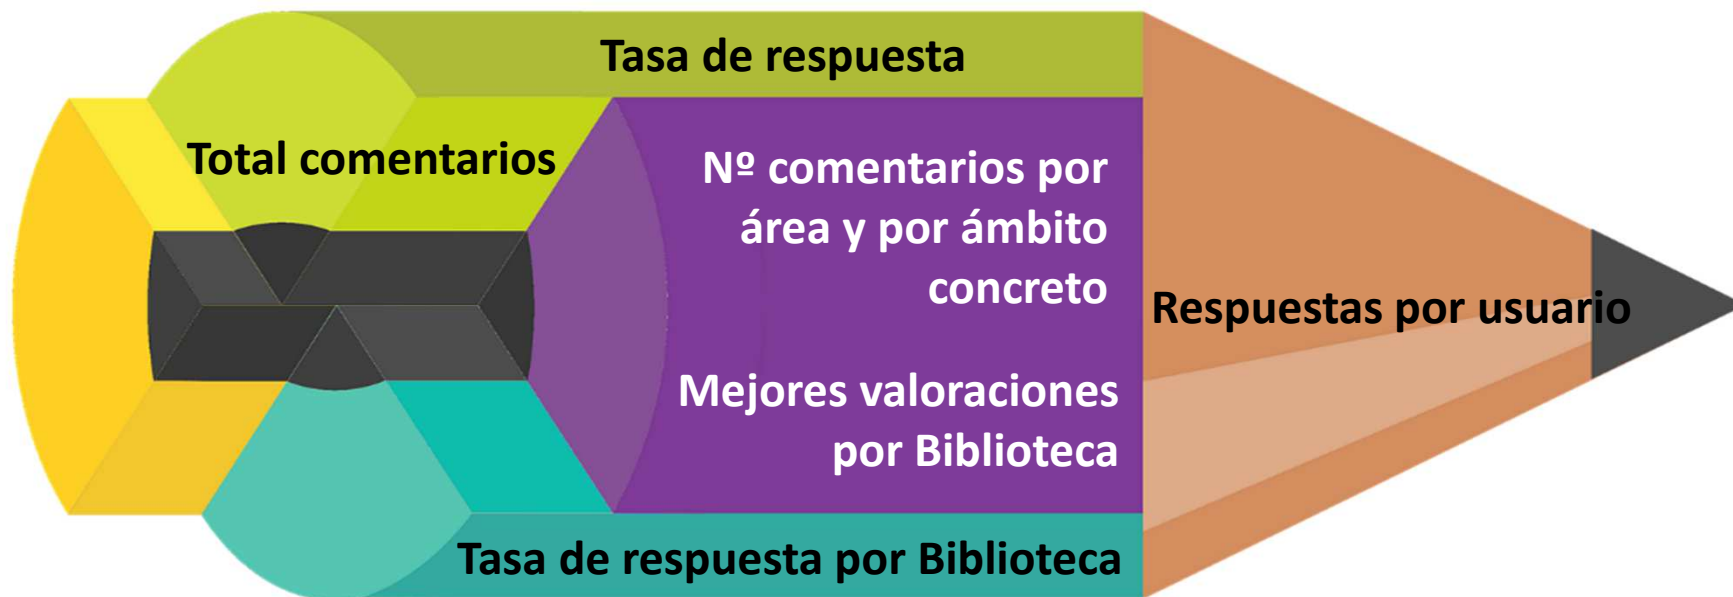 Tasa de respuesta
Total comentarios
Nº comentarios por
área y por ámbito
concreto
Respuestas por usuario
Mejores valoraciones
por Biblioteca
Tasa de respuesta por Biblioteca